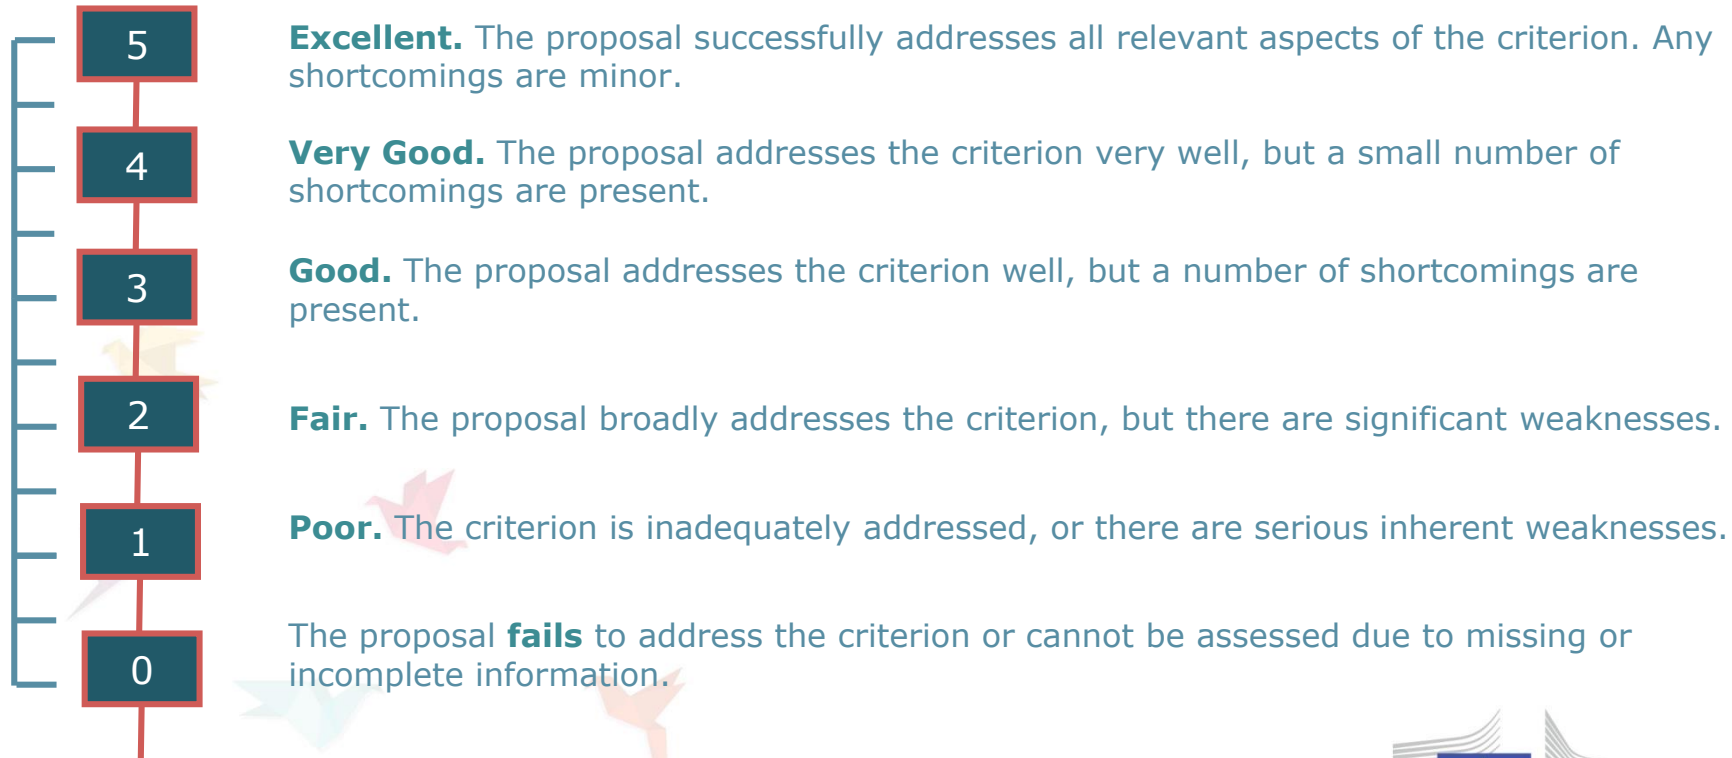 5
Excellent. The proposal successfully addresses all relevant aspects of the criterion. Any
shortcomings are minor.
4
Very Good. The proposal addresses the criterion very well, but a small number of
shortcomings are present.
3
Good. The proposal addresses the criterion well, but a number of shortcomings are
present.
2
Fair. The proposal broadly addresses the criterion, but there are significant weaknesses.
1
Poor. The criterion is inadequately addressed, or there are serious inherent weaknesses.
0
The proposal fails to address the criterion or cannot be assessed due to missing or
incomplete information.